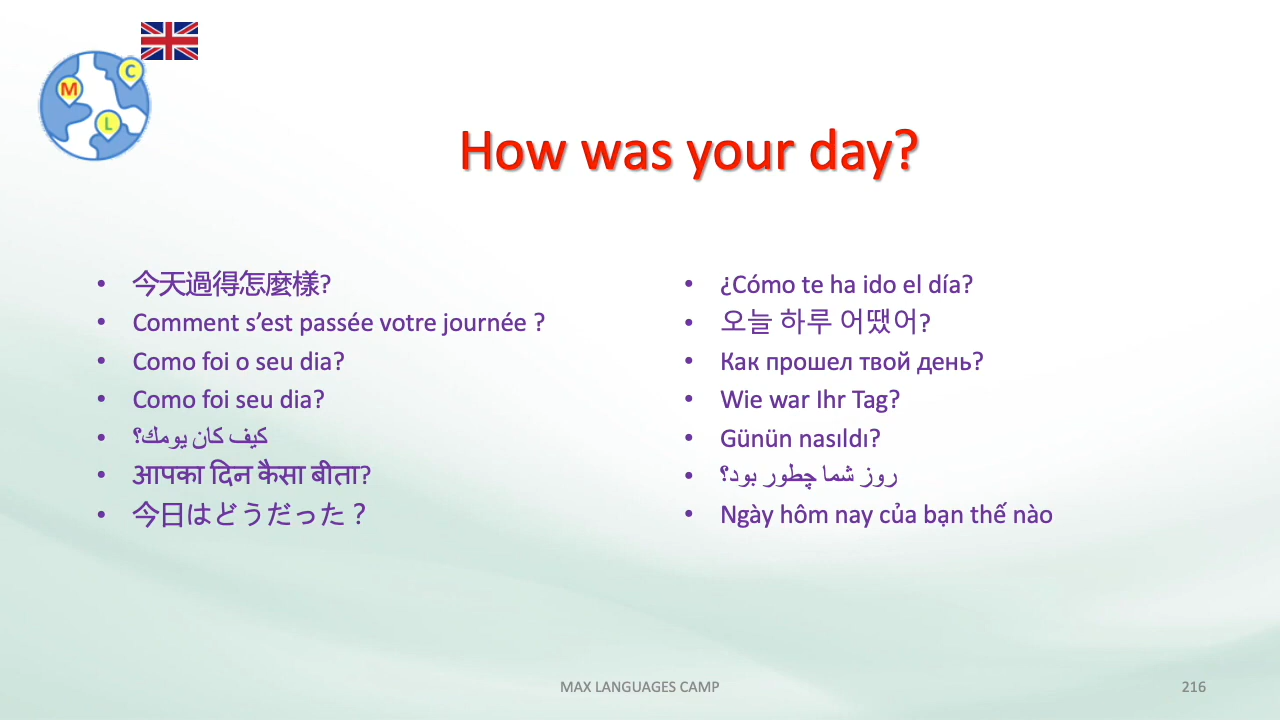 M
C
L
How was your day?
• 今天過得怎麼樣?
• Comment s’est passée votre journée ?
• Como foi o seu dia?
• Como foi seu dia?
• كيف كان يومك؟
• आपका दिन कैसा बीता?
• 今日はどうだった？
• ¿Cómo te ha ido el día?
• 오늘 하루 어땠어?
• Как прошел твой день?
• Wie war Ihr Tag?
• Günün nasıldı?
• روز شما چطور بود؟
• Ngày hôm nay của bạn thế nào
MAX LANGUAGES CAMP
216